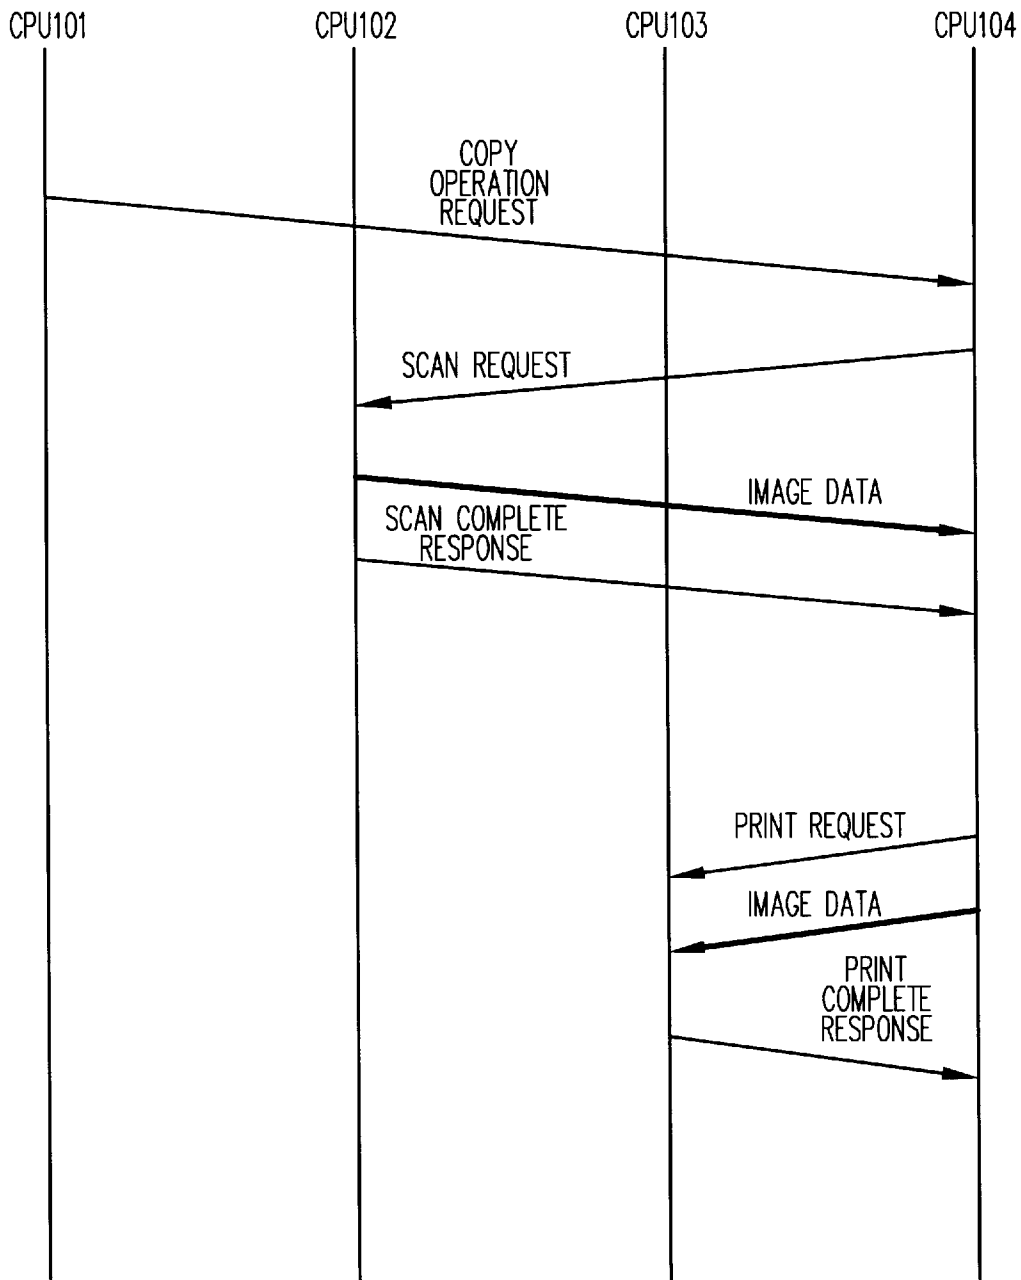 CPU101 CPU102 CPU103 CPU104
COPY
OPERATION
REQUEST
SCAN REQUEST
IMAGE DATA
SCAN COMPLETE
RESPONSE
PRINT REQUEST
IMAGE DATA
PRINT
COMPLETE
RESPONSE